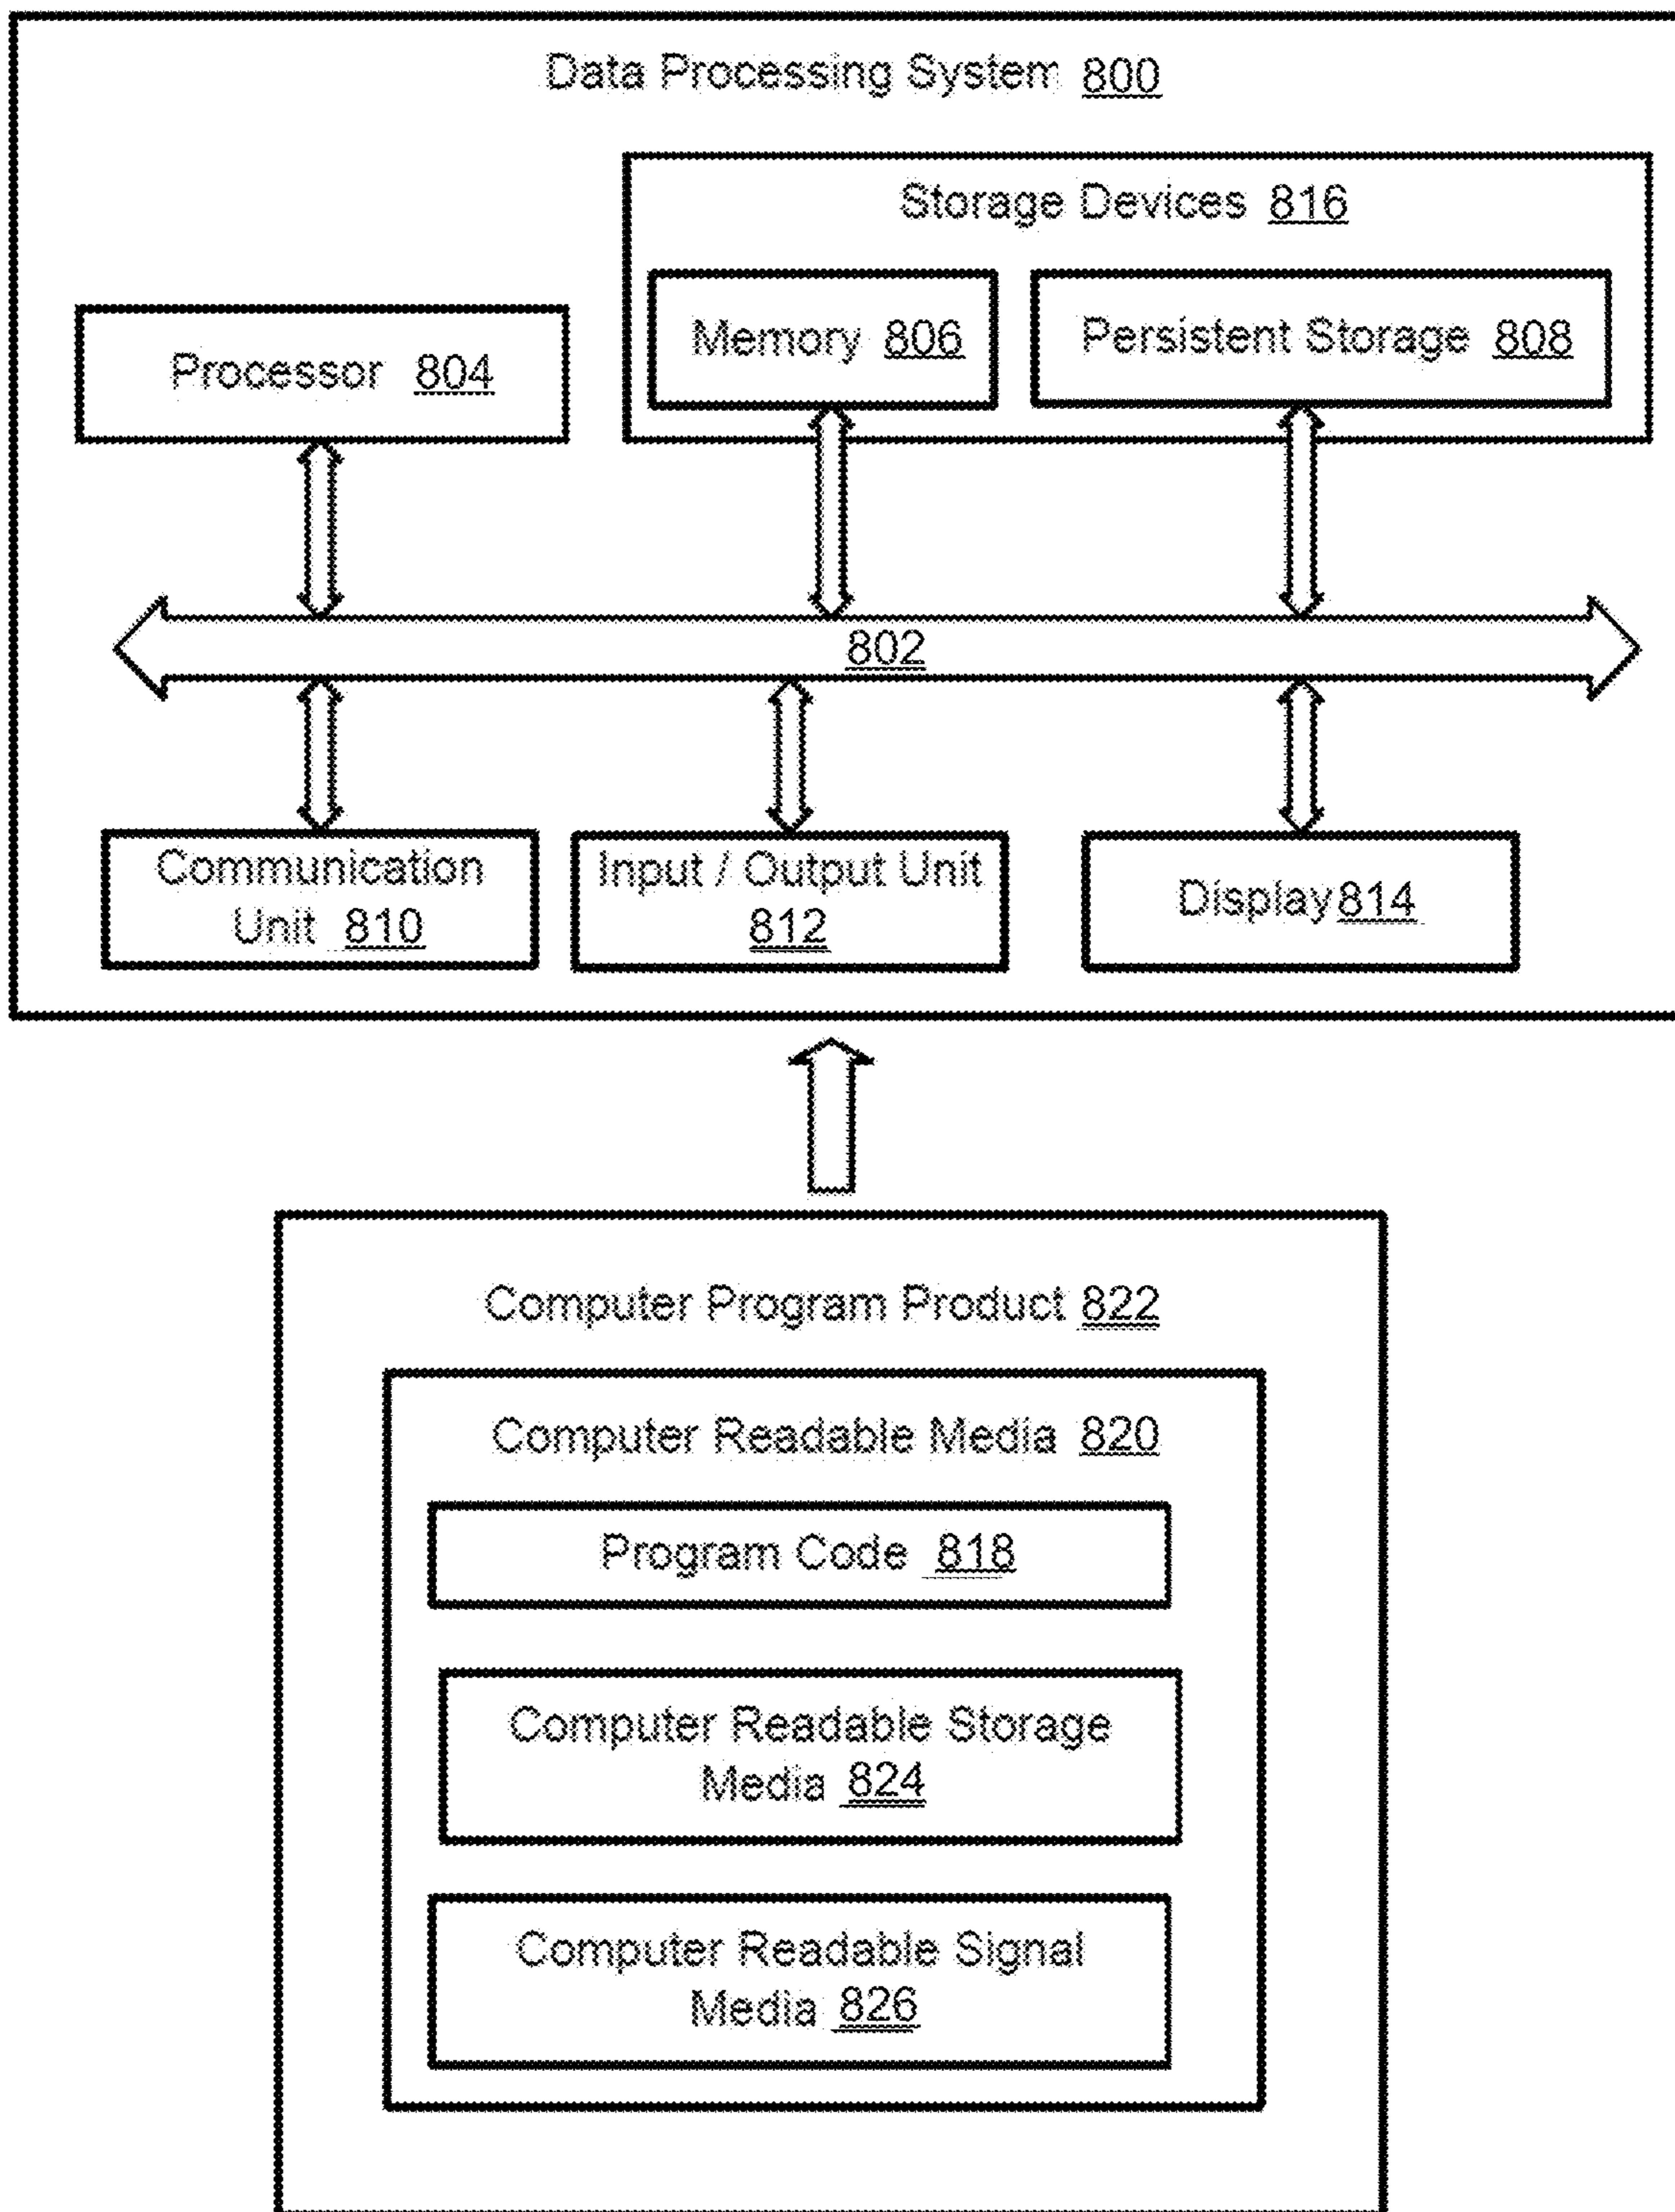 Data Processing System 800
Storage Devices 816
Memory 806
Persistent Storage 808
Processor 804
802
Communication
Unit 810
Input / Output Unit
812
Display 814
Computer Program Product 822
Computer Readable Media 820
Program Code 818
Computer Readable Storage
Media 824
Computer Readable Signal
Media 826